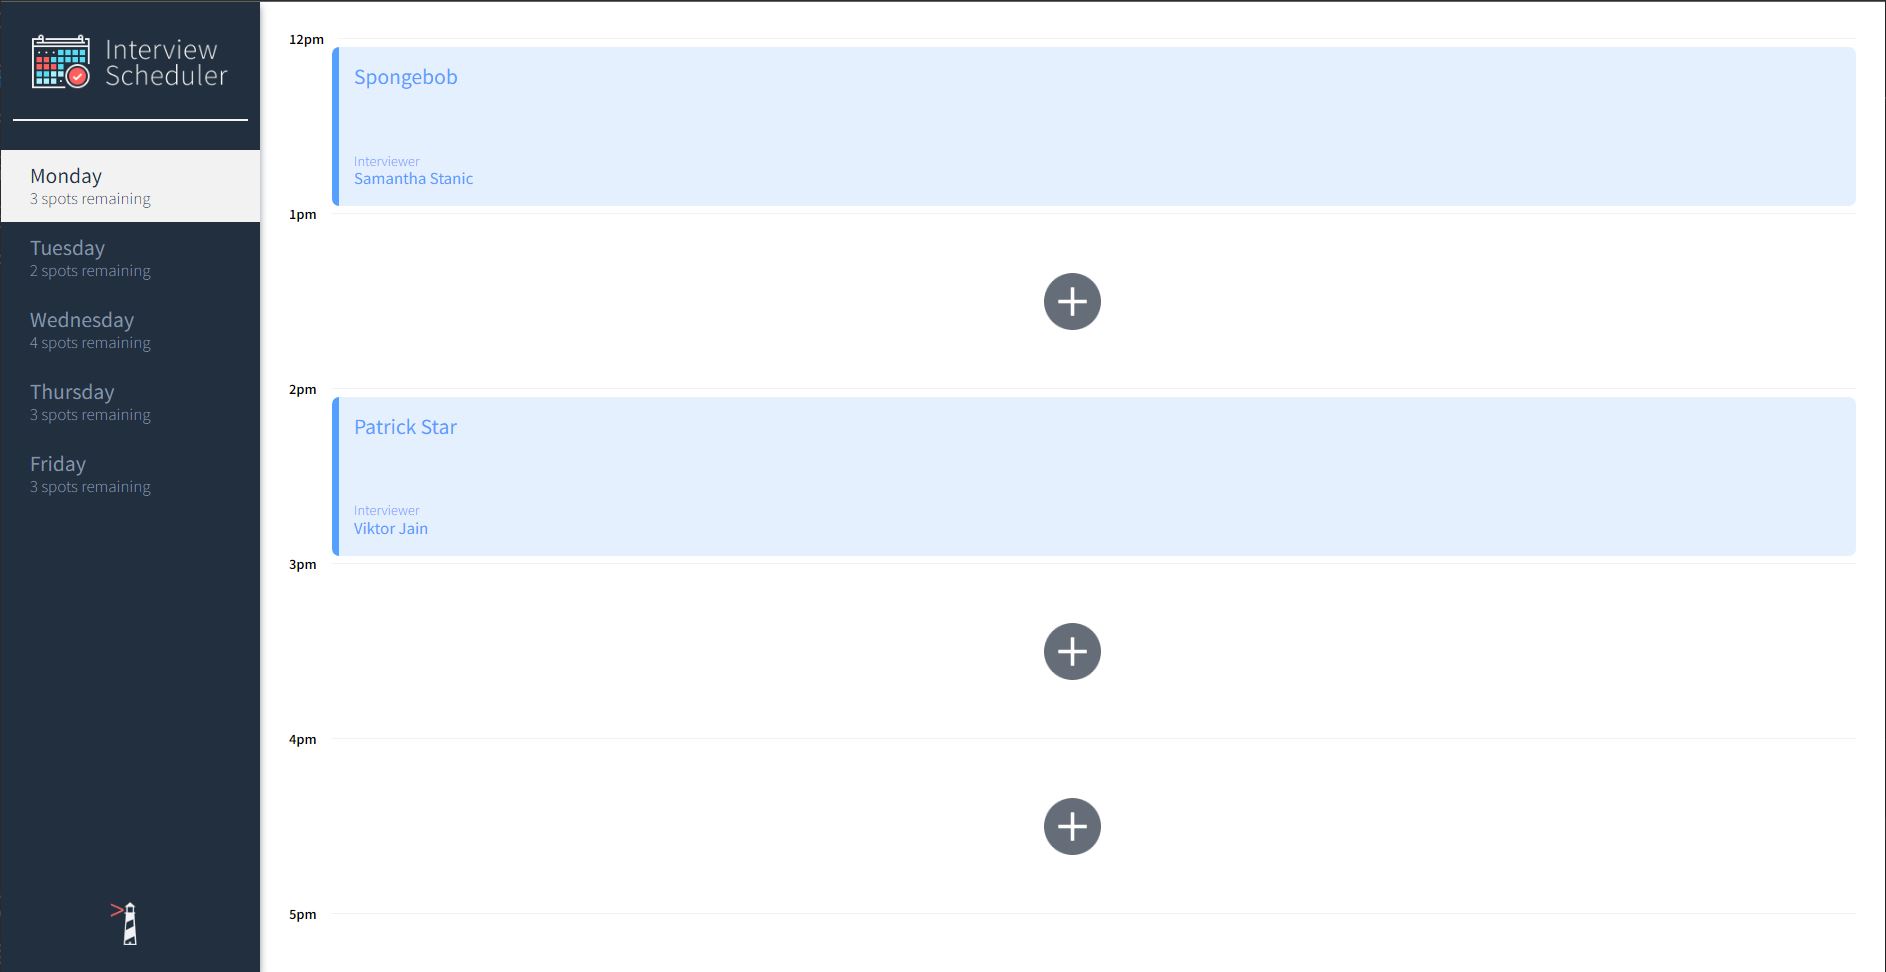 Interview
Scheduler
Monday
3 spots remaining
Tuesday
2 spots remaining
Wednesday
4 spots remaining
Thursday
3 spots remaining
Friday
3 spots remaining
12pm
Spongebob
Interviewer
Samantha Stanic
1pm
2pm
Patrick Star
Interviewer
Viktor Jain
3pm
4pm
5pm